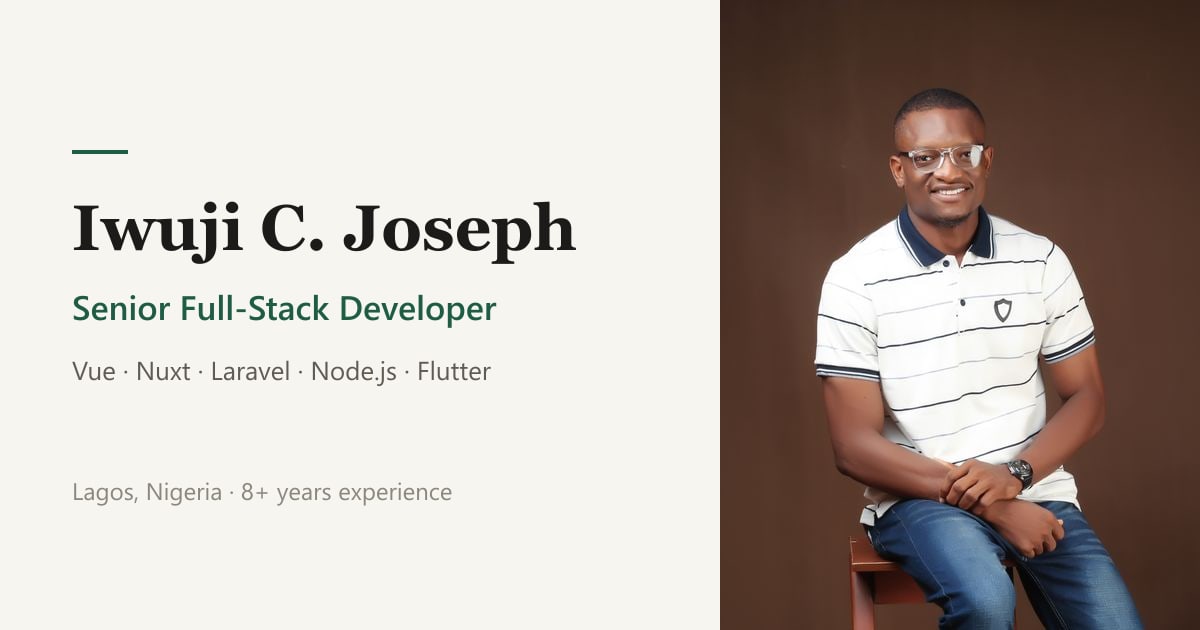 Iwuji C. Joseph
Senior Full-Stack Developer
Vue · Nuxt · Laravel · Node.js · Flutter
Lagos, Nigeria · 8+ years experience